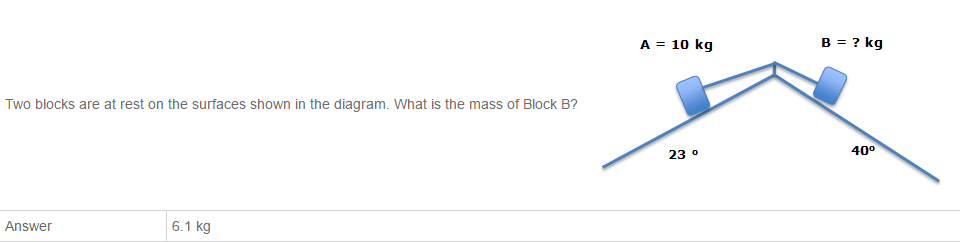 A = 10 kg
B = ? kg
Two blocks are at rest on the surfaces shown in the diagram. What is the mass of Block B?
23 º
40º
Answer
6.1 kg